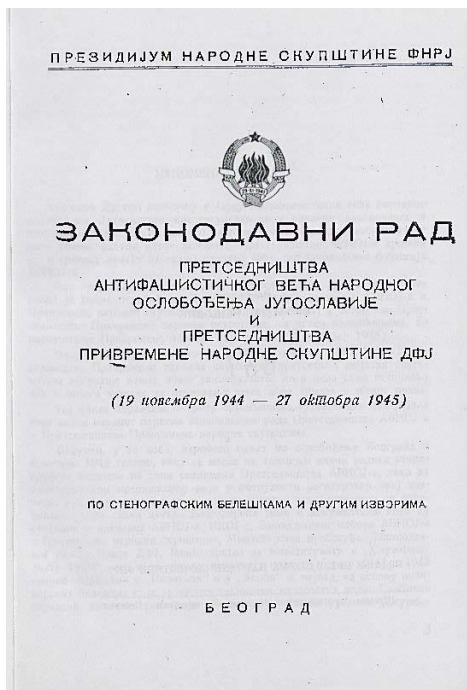 ПРЕЗИДИЈУМ НАРОДНЕ СКУПШТИНЕ ФНРЈ
ЗАКОНОДАВНИ РАД
ПРЕТСЕДНИШТВА
АНТИФАШИСТИЧКОГ ВЕЋА НАРОДНОГ
ОСЛОБОЂЕЊА ЈУГОСЛАВИЈЕ
И
ПРЕТСЕДНИШТВА
ПРИВРЕМЕНЕ НАРОДНЕ СКУПШТИНЕ ДФЈ
(19 новембра 1944 — 27 октобра 1945)
ПО СТЕНОГРАФСКИМ БЕЛЕШКАМА И ДРУГИМ ИЗВОРИМА
БЕОГРАД